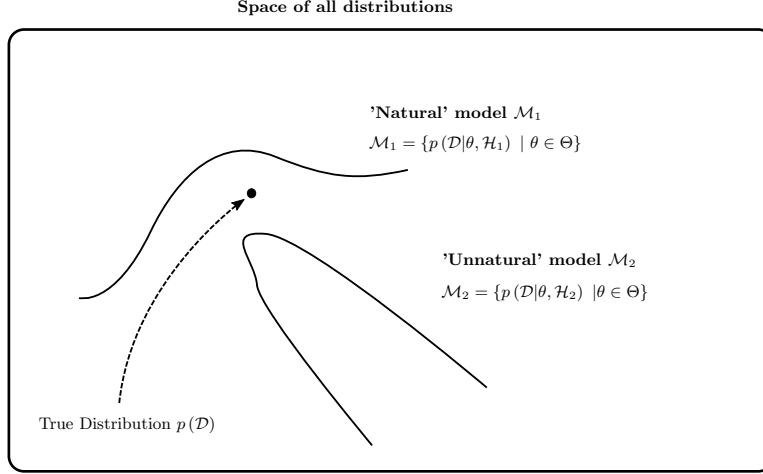 Space of all distributions
'Natural' model $\mathcal{M}_1$
$\mathcal{M}_1 = \{p\,(\mathcal{D}|\theta, \mathcal{H}_1) \mid \theta \in \Theta\}$
'Unnatural' model $\mathcal{M}_2$
$\mathcal{M}_2 = \{p\,(\mathcal{D}|\theta, \mathcal{H}_2) \mid \theta \in \Theta\}$
True Distribution $p\,(\mathcal{D})$